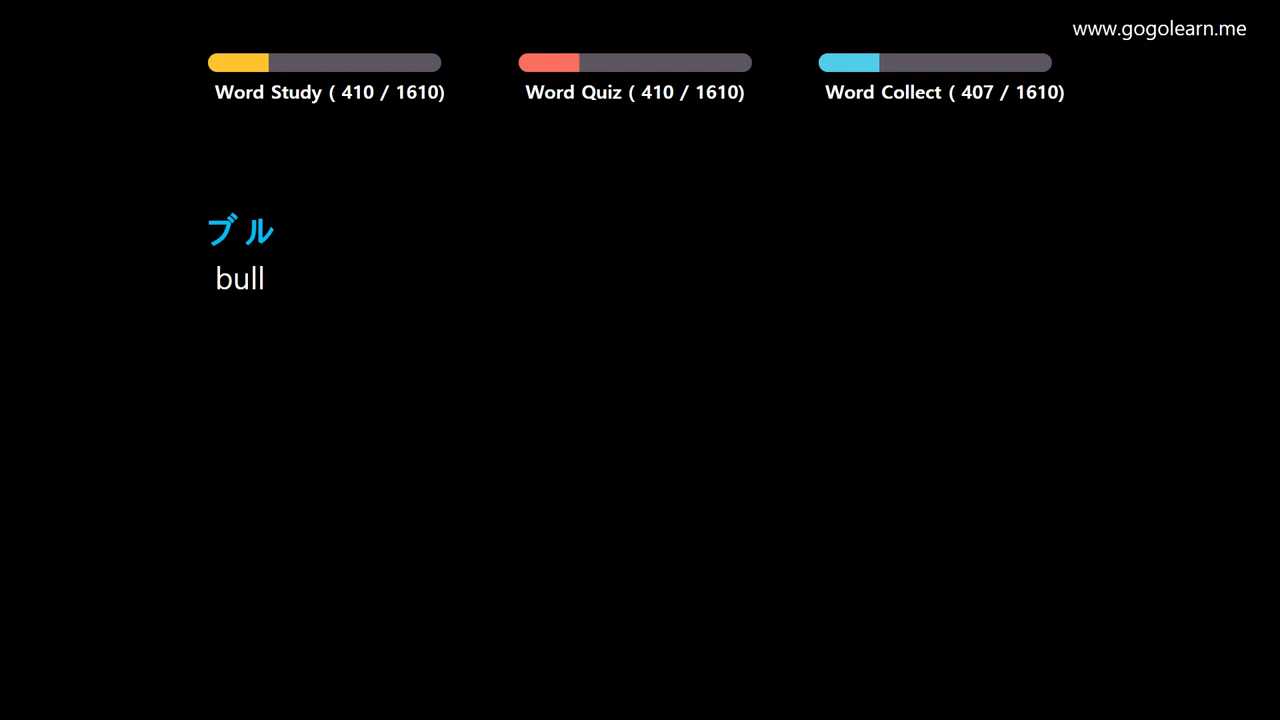 www.gogolearn.me
Word Study ( 410 / 1610)
Word Quiz ( 410 / 1610)
Word Collect ( 407 / 1610)
ブル
bull